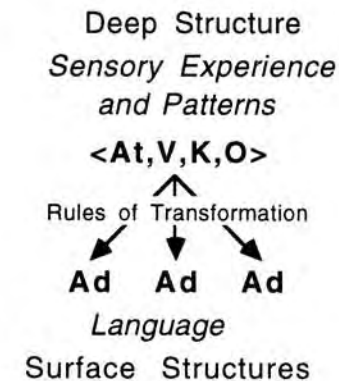 Deep Structure
Sensory Experience
and Patterns
<At,V,K,O>
Rules of Transformation
Ad Ad Ad
Language
Surface Structures